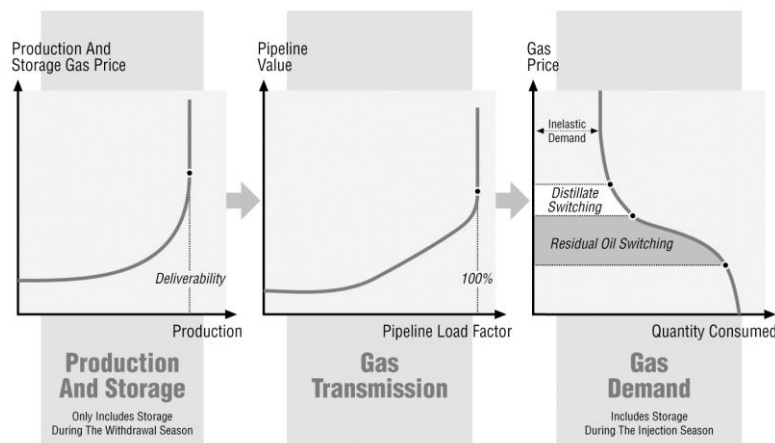 Production And
Storage Gas Price
Deliverability
Production
Production
And Storage
Only Includes Storage
During The Withdrawal Season
Pipeline
Value
100%
Pipeline Load Factor
Gas
Transmission
Gas
Price
Inelastic
Demand
Distillate
Switching
Residual Oil Switching
Quantity Consumed
Gas
Demand
Includes Storage
During The Injection Season